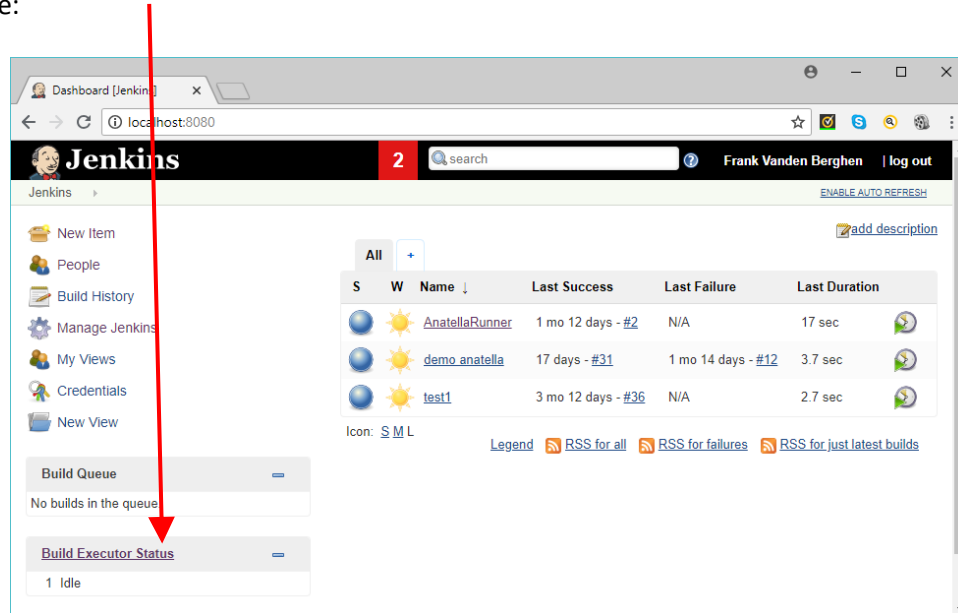 e:
Dashboard [Jenkins]
localhost:8080
Jenkins 2 search Frank Vanden Berghen | log out
Jenkins ENABLE AUTO REFRESH
add description
New Item
People
Build History
Manage Jenkins
My Views
Credentials
New View
Build Queue
No builds in the queue
Build Executor Status
1 Idle
All +
S W Name ↓ Last Success Last Failure Last Duration
AnatellaRunner 1 mo 12 days - #2 N/A 17 sec
demo anatella 17 days - #31 1 mo 14 days - #12 3.7 sec
test1 3 mo 12 days - #36 N/A 2.7 sec
Icon: S M L
Legend RSS for all RSS for failures RSS for just latest builds